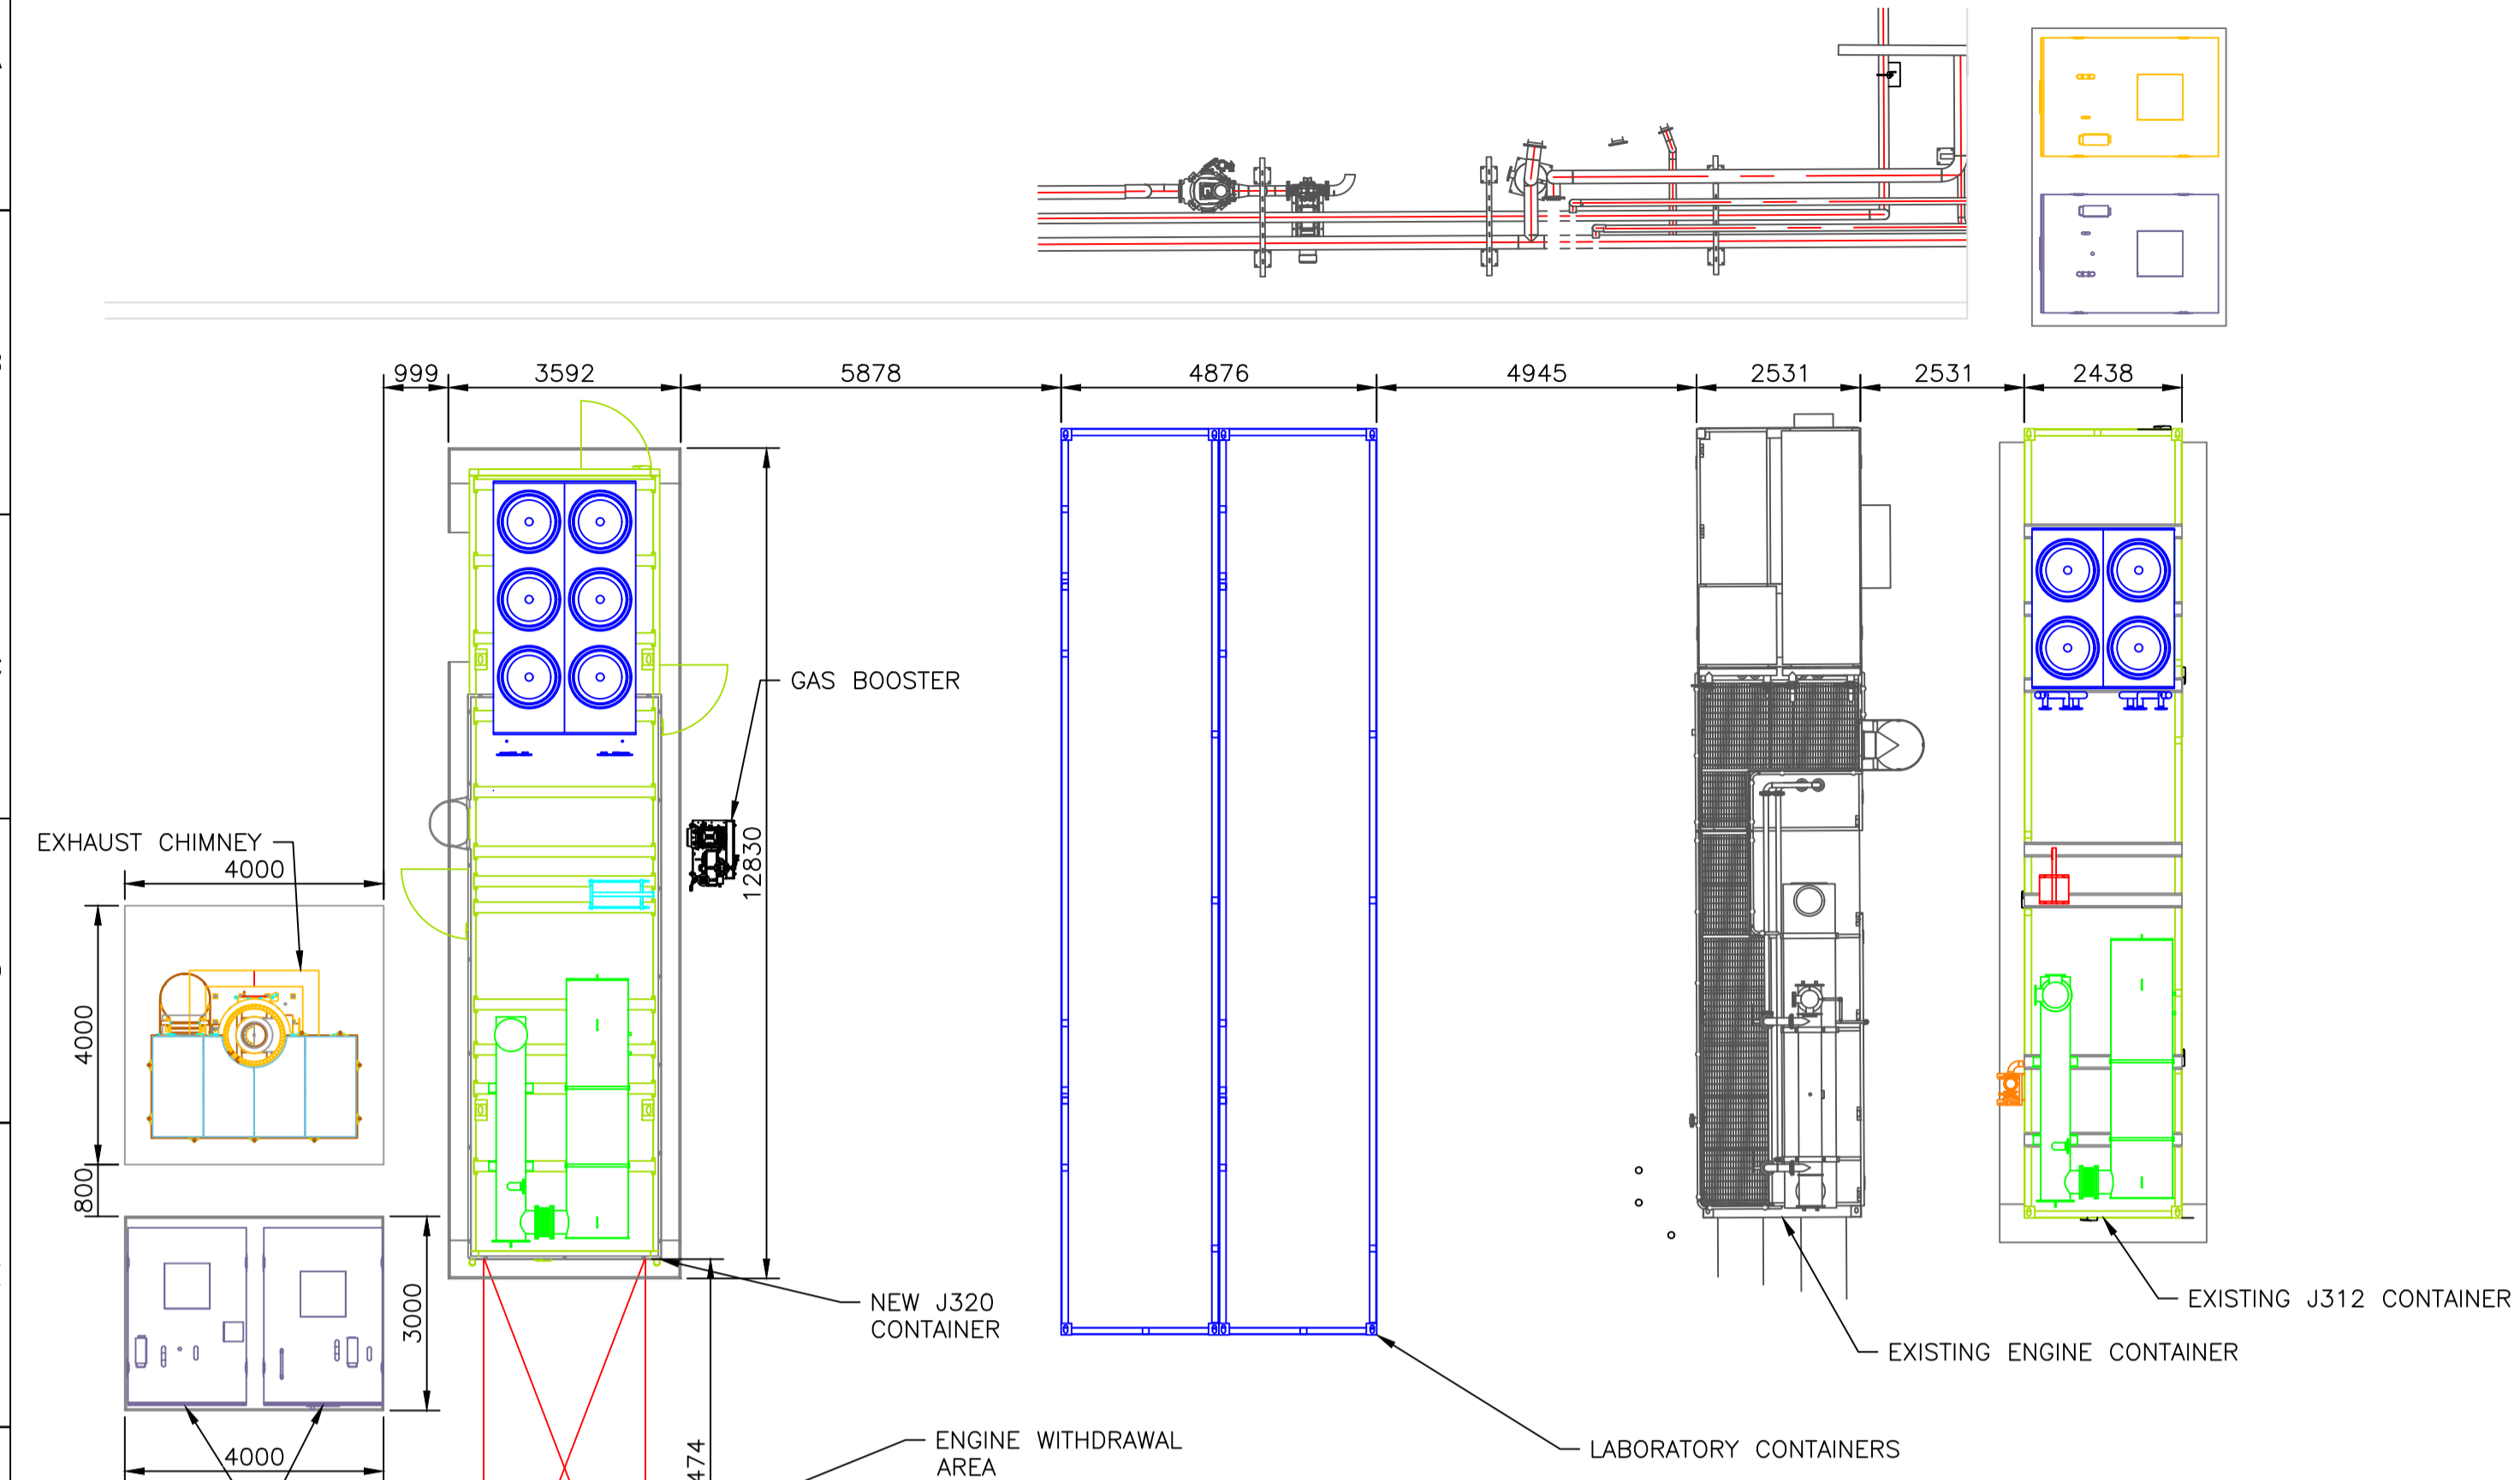 999
3592
5878
4876
4945
2531
2531
2438
GAS BOOSTER
EXHAUST CHIMNEY
4000
12830
4000
800
3000
NEW J320
CONTAINER
EXISTING J312 CONTAINER
EXISTING ENGINE CONTAINER
4000
474
ENGINE WITHDRAWAL
AREA
LABORATORY CONTAINERS